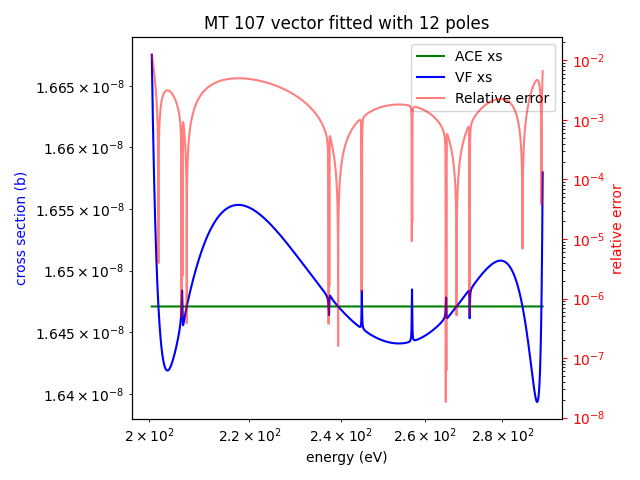 MT 107 vector fitted with 12 poles
ACE xs
VF xs
Relative error
1.665 × 10⁻⁸
1.66 × 10⁻⁸
1.655 × 10⁻⁸
1.65 × 10⁻⁸
1.645 × 10⁻⁸
1.64 × 10⁻⁸
cross section (b)
10⁻²
10⁻³
10⁻⁴
10⁻⁵
10⁻⁶
10⁻⁷
10⁻⁸
relative error
2 × 10² 2.2 × 10² 2.4 × 10² 2.6 × 10² 2.8 × 10²
energy (eV)